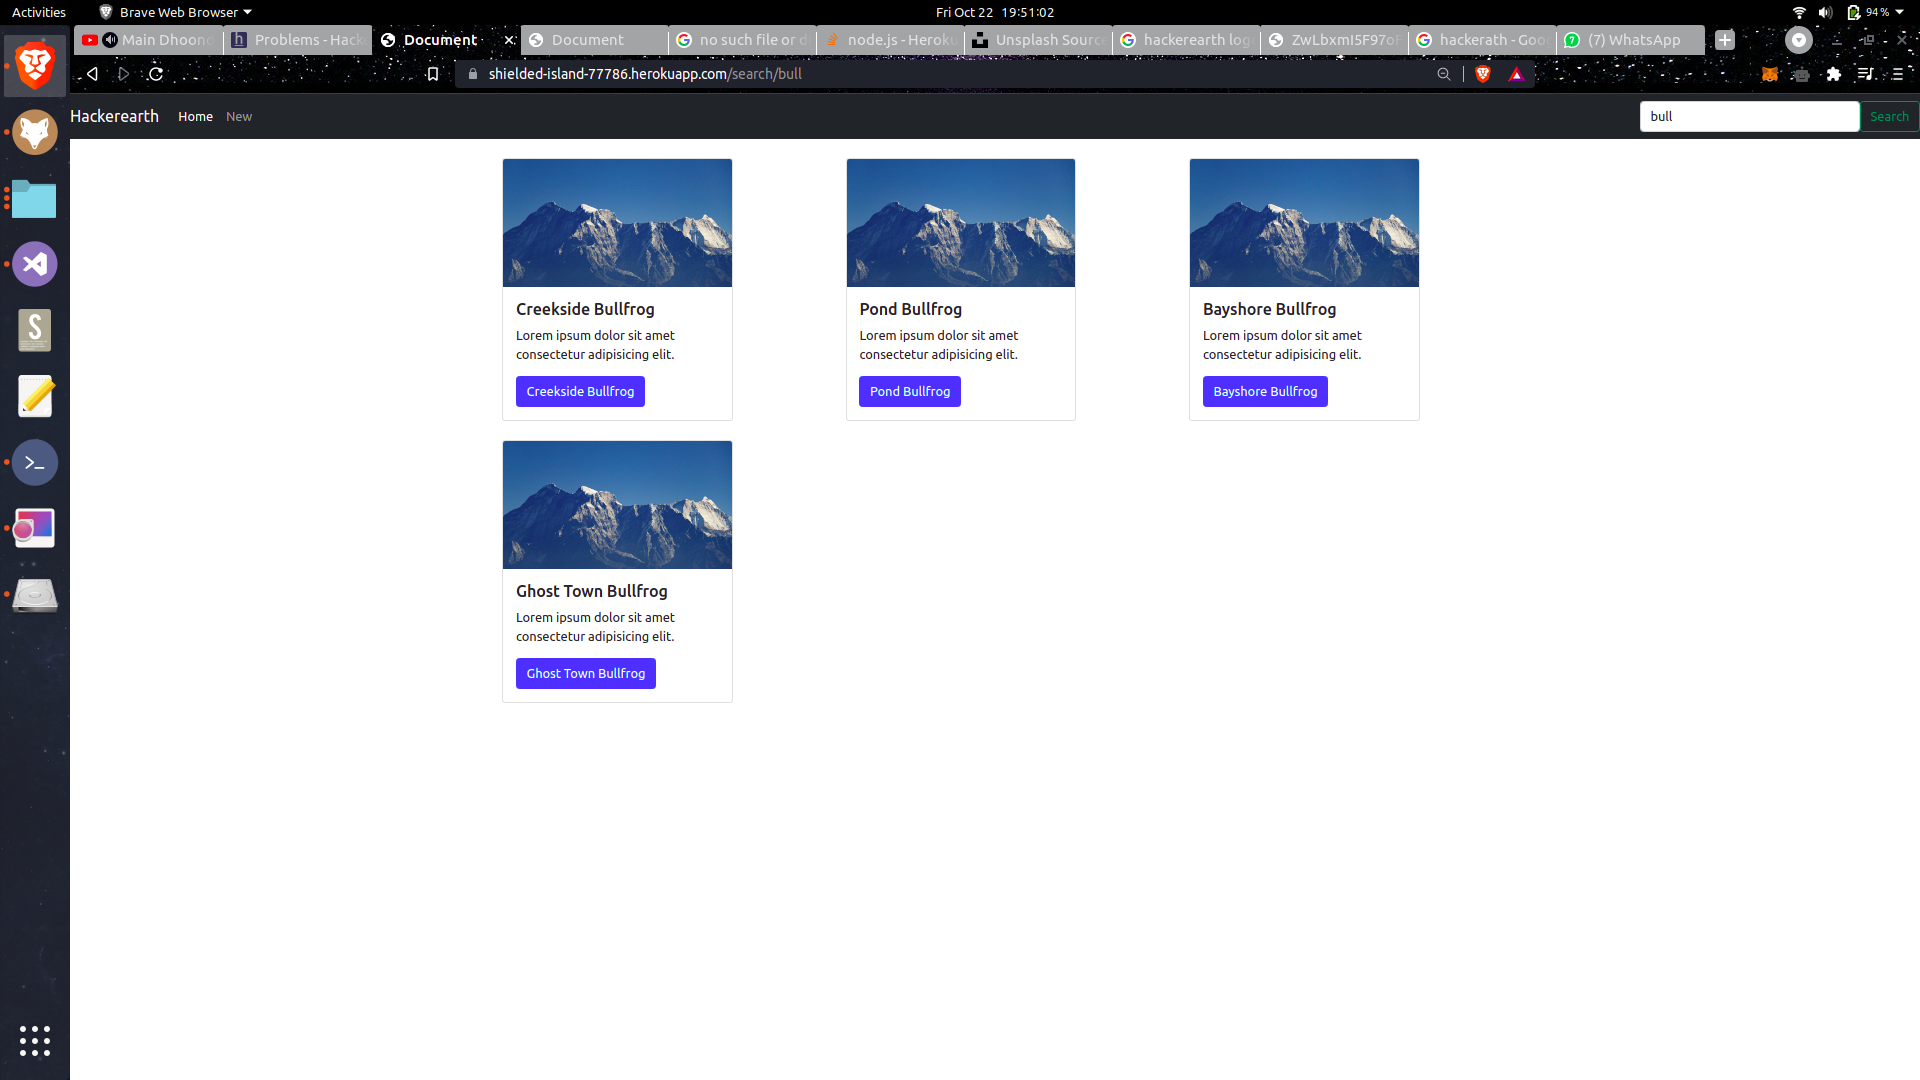 Activities
Brave Web Browser
Fri Oct 22 19:51:02
94 %
Main Dhoond
Problems - Hack
Document
Document
no such file or d
node.js - Heroku
Unsplash Source
hackerearth log
ZwLbxmI5F97oF
hackerath - Goo
(7) WhatsApp
shielded-island-77786.herokuapp.com/search/bull
Hackerearth
Home
New
bull
Search
Creekside Bullfrog
Lorem ipsum dolor sit amet
consectetur adipisicing elit.
Creekside Bullfrog
Pond Bullfrog
Lorem ipsum dolor sit amet
consectetur adipisicing elit.
Pond Bullfrog
Bayshore Bullfrog
Lorem ipsum dolor sit amet
consectetur adipisicing elit.
Bayshore Bullfrog
Ghost Town Bullfrog
Lorem ipsum dolor sit amet
consectetur adipisicing elit.
Ghost Town Bullfrog